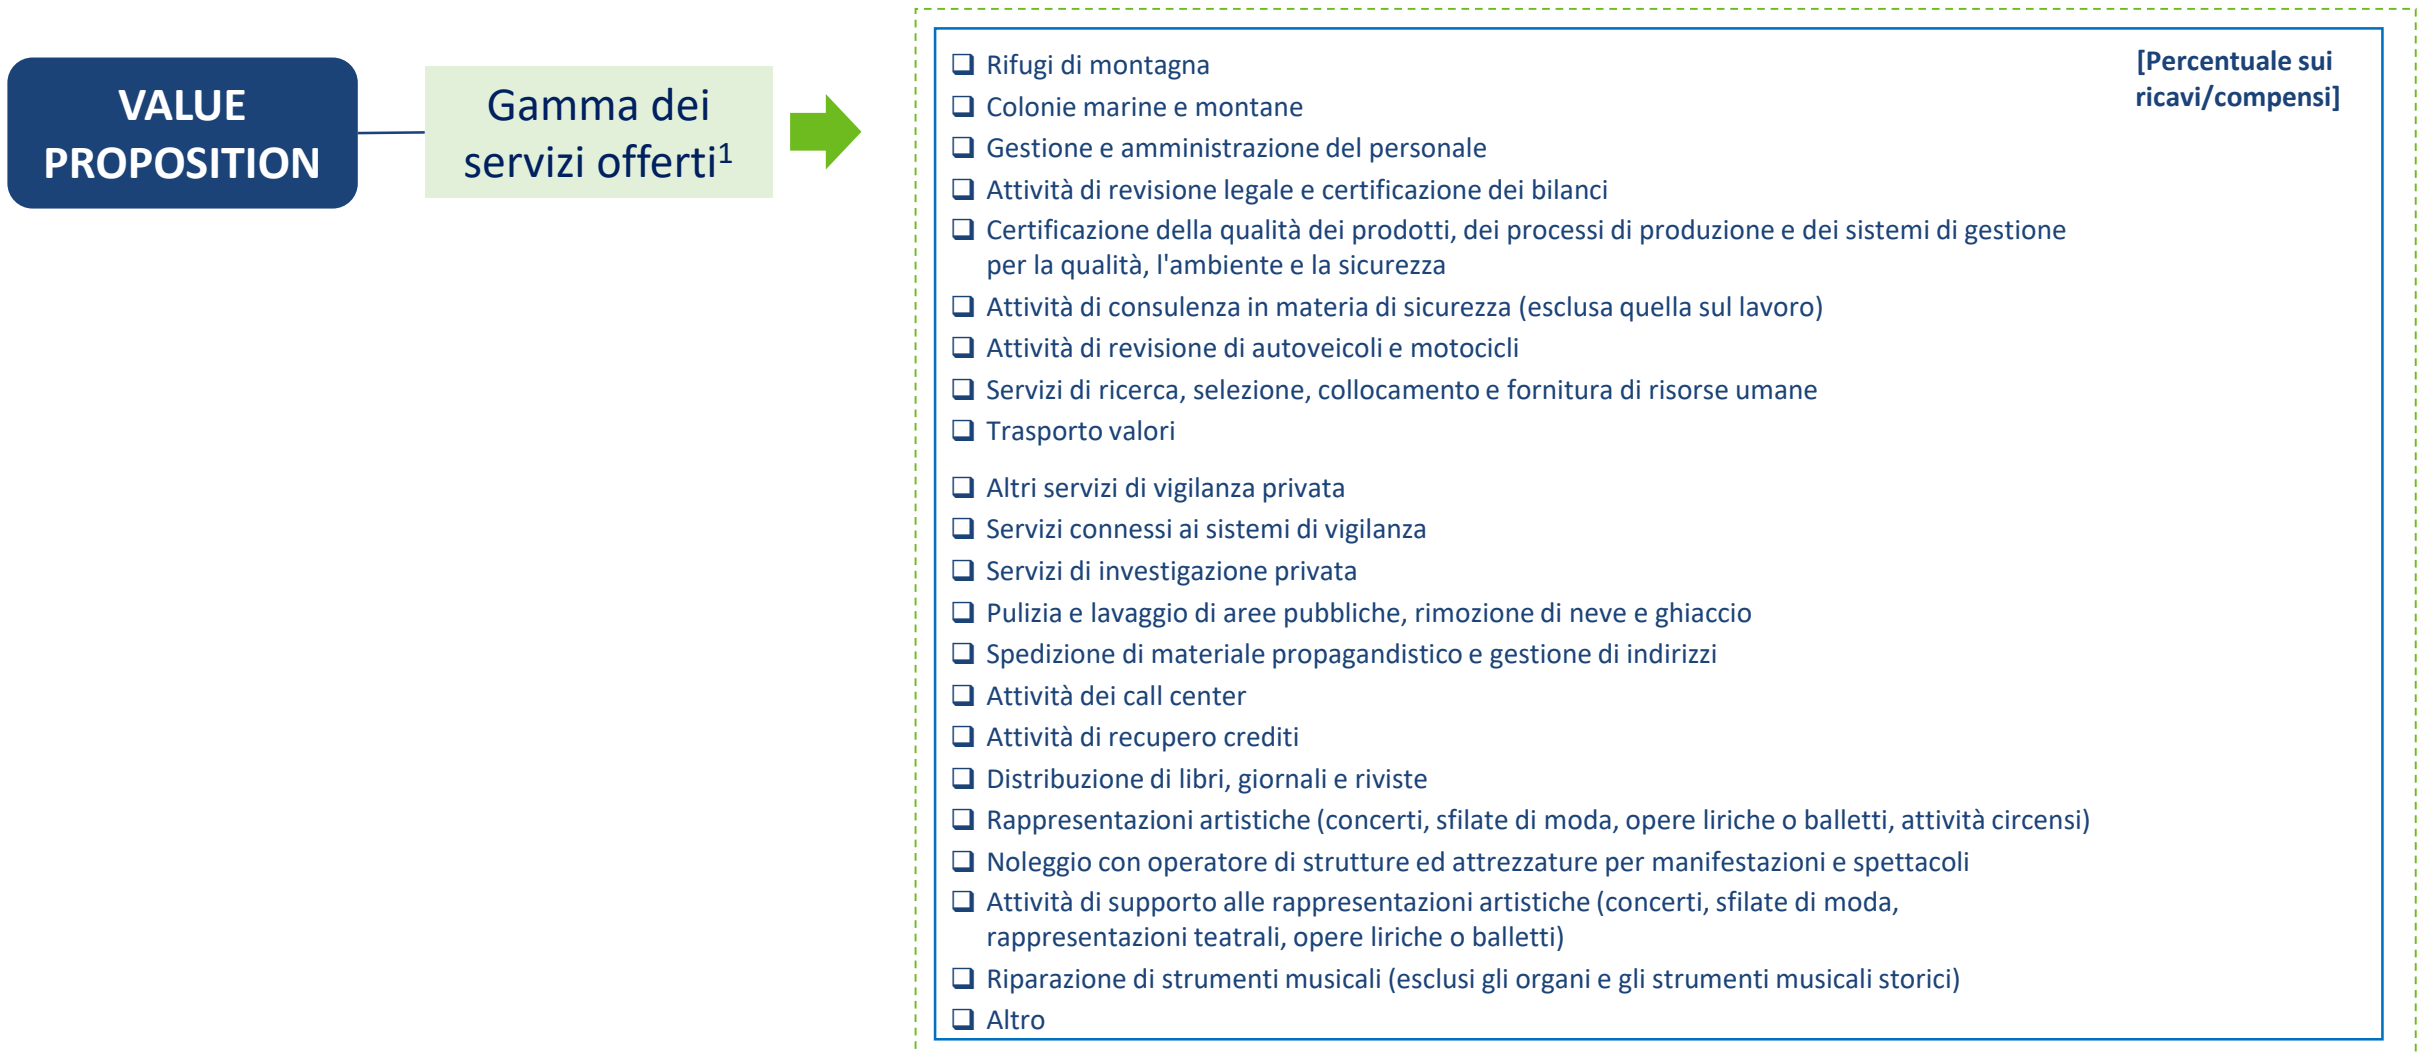 VALUE
PROPOSITION
Gamma dei
servizi offerti¹
[Percentuale sui
ricavi/compensi]
❑ Rifugi di montagna
❑ Colonie marine e montane
❑ Gestione e amministrazione del personale
❑ Attività di revisione legale e certificazione dei bilanci
❑ Certificazione della qualità dei prodotti, dei processi di produzione e dei sistemi di gestione
per la qualità, l'ambiente e la sicurezza
❑ Attività di consulenza in materia di sicurezza (esclusa quella sul lavoro)
❑ Attività di revisione di autoveicoli e motocicli
❑ Servizi di ricerca, selezione, collocamento e fornitura di risorse umane
❑ Trasporto valori
❑ Altri servizi di vigilanza privata
❑ Servizi connessi ai sistemi di vigilanza
❑ Servizi di investigazione privata
❑ Pulizia e lavaggio di aree pubbliche, rimozione di neve e ghiaccio
❑ Spedizione di materiale propagandistico e gestione di indirizzi
❑ Attività dei call center
❑ Attività di recupero crediti
❑ Distribuzione di libri, giornali e riviste
❑ Rappresentazioni artistiche (concerti, sfilate di moda, opere liriche o balletti, attività circensi)
❑ Noleggio con operatore di strutture ed attrezzature per manifestazioni e spettacoli
❑ Attività di supporto alle rappresentazioni artistiche (concerti, sfilate di moda,
rappresentazioni teatrali, opere liriche o balletti)
❑ Riparazione di strumenti musicali (esclusi gli organi e gli strumenti musicali storici)
❑ Altro